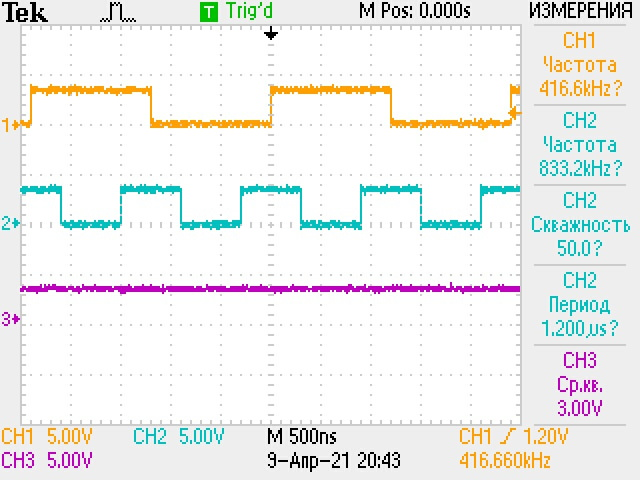 Tek T Trig'd M Pos: 0.000s ИЗМЕРЕНИЯ
CH1
Частота
416.6kHz?
CH2
Частота
833.2kHz?
CH2
Скважность
50.0?
CH2
Период
1.200µs?
CH3
Ср.кв.
3.00V
1
2
3
CH1 5.00V CH2 5.00V M 500ns CH1 1.20V
CH3 5.00V 9-Апр-21 20:43 416.660kHz